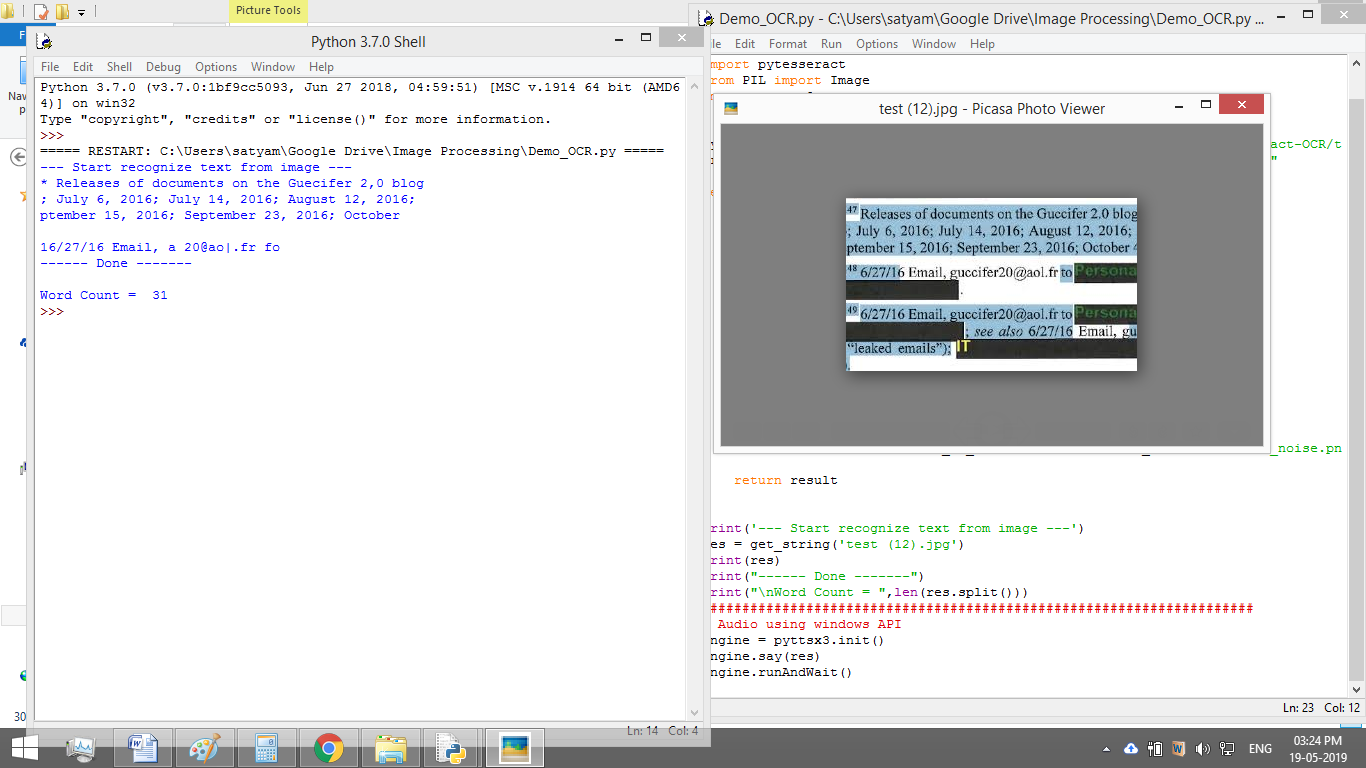 Picture Tools
F
Nav
p
30
Python 3.7.0 Shell
File Edit Shell Debug Options Window Help
Python 3.7.0 (v3.7.0:1bf9cc5093, Jun 27 2018, 04:59:51) [MSC v.1914 64 bit (AMD6
4)] on win32
Type "copyright", "credits" or "license()" for more information.
>>>
===== RESTART: C:\Users\satyam\Google Drive\Image Processing\Demo_OCR.py =====
--- Start recognize text from image ---
* Releases of documents on the Guecifer 2,0 blog
; July 6, 2016; July 14, 2016; August 12, 2016;
ptember 15, 2016; September 23, 2016; October
16/27/16 Email, a 20@ao|.fr fo
------ Done -------
Word Count =  31
>>>
Ln: 14 Col: 4
Demo_OCR.py - C:\Users\satyam\Google Drive\Image Processing\Demo_OCR.py ...
le Edit Format Run Options Window Help
mport pytesseract
rom PIL import Image
act-OCR/t
"
test (12).jpg - Picasa Photo Viewer
47 Releases of documents on the Guccifer 2.0 blog
; July 6, 2016; July 14, 2016; August 12, 2016;
ptember 15, 2016; September 23, 2016; October
48 6/27/16 Email, guccifer20@aol.fr to Persona
.
49 6/27/16 Email, guccifer20@aol.fr to Persona
; see also 6/27/16 Email, gu
“leaked emails”); IT
_noise.pn
return result
rint('--- Start recognize text from image ---')
es = get_string('test (12).jpg')
rint(res)
rint("------ Done -------")
rint("\nWord Count = ",len(res.split()))
####################################################################
Audio using windows API
ngine = pyttsx3.init()
ngine.say(res)
ngine.runAndWait()
Ln: 23 Col: 12
ENG
03:24 PM
19-05-2019